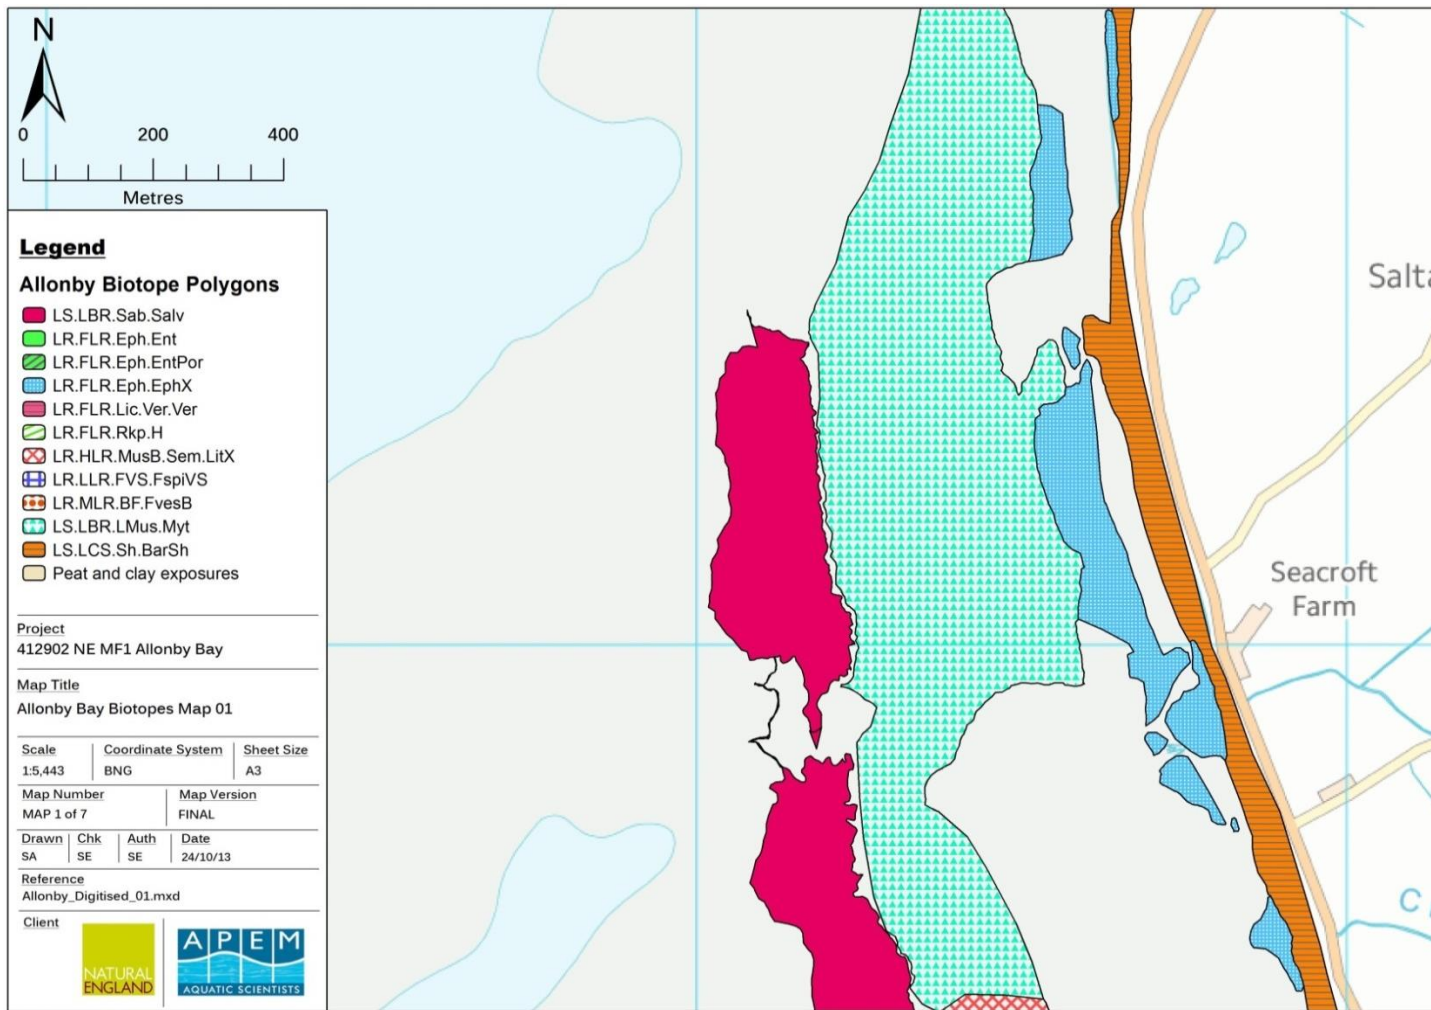 N
0 200 400
Metres
Legend
Allonby Biotope Polygons
LS.LBR.Sab.Salv
LR.FLR.Eph.Ent
LR.FLR.Eph.EntPor
LR.FLR.Eph.EphX
LR.FLR.Lic.Ver.Ver
LR.FLR.Rkp.H
LR.HLR.MusB.Sem.LitX
LR.LLR.FVS.FspiVS
LR.MLR.BF.FvesB
LS.LBR.LMus.Myt
LS.LCS.Sh.BarSh
Peat and clay exposures
Project
412902 NE MF1 Allonby Bay
Map Title
Allonby Bay Biotopes Map 01
Scale Coordinate System Sheet Size
1:5,443 BNG A3
Map Number Map Version
MAP 1 of 7 FINAL
Drawn Chk Auth Date
SA SE SE 24/10/13
Reference
Allonby_Digitised_01.mxd
Client
NATURAL
ENGLAND
APEM
AQUATIC SCIENTISTS
Salta
Seacroft
Farm
C